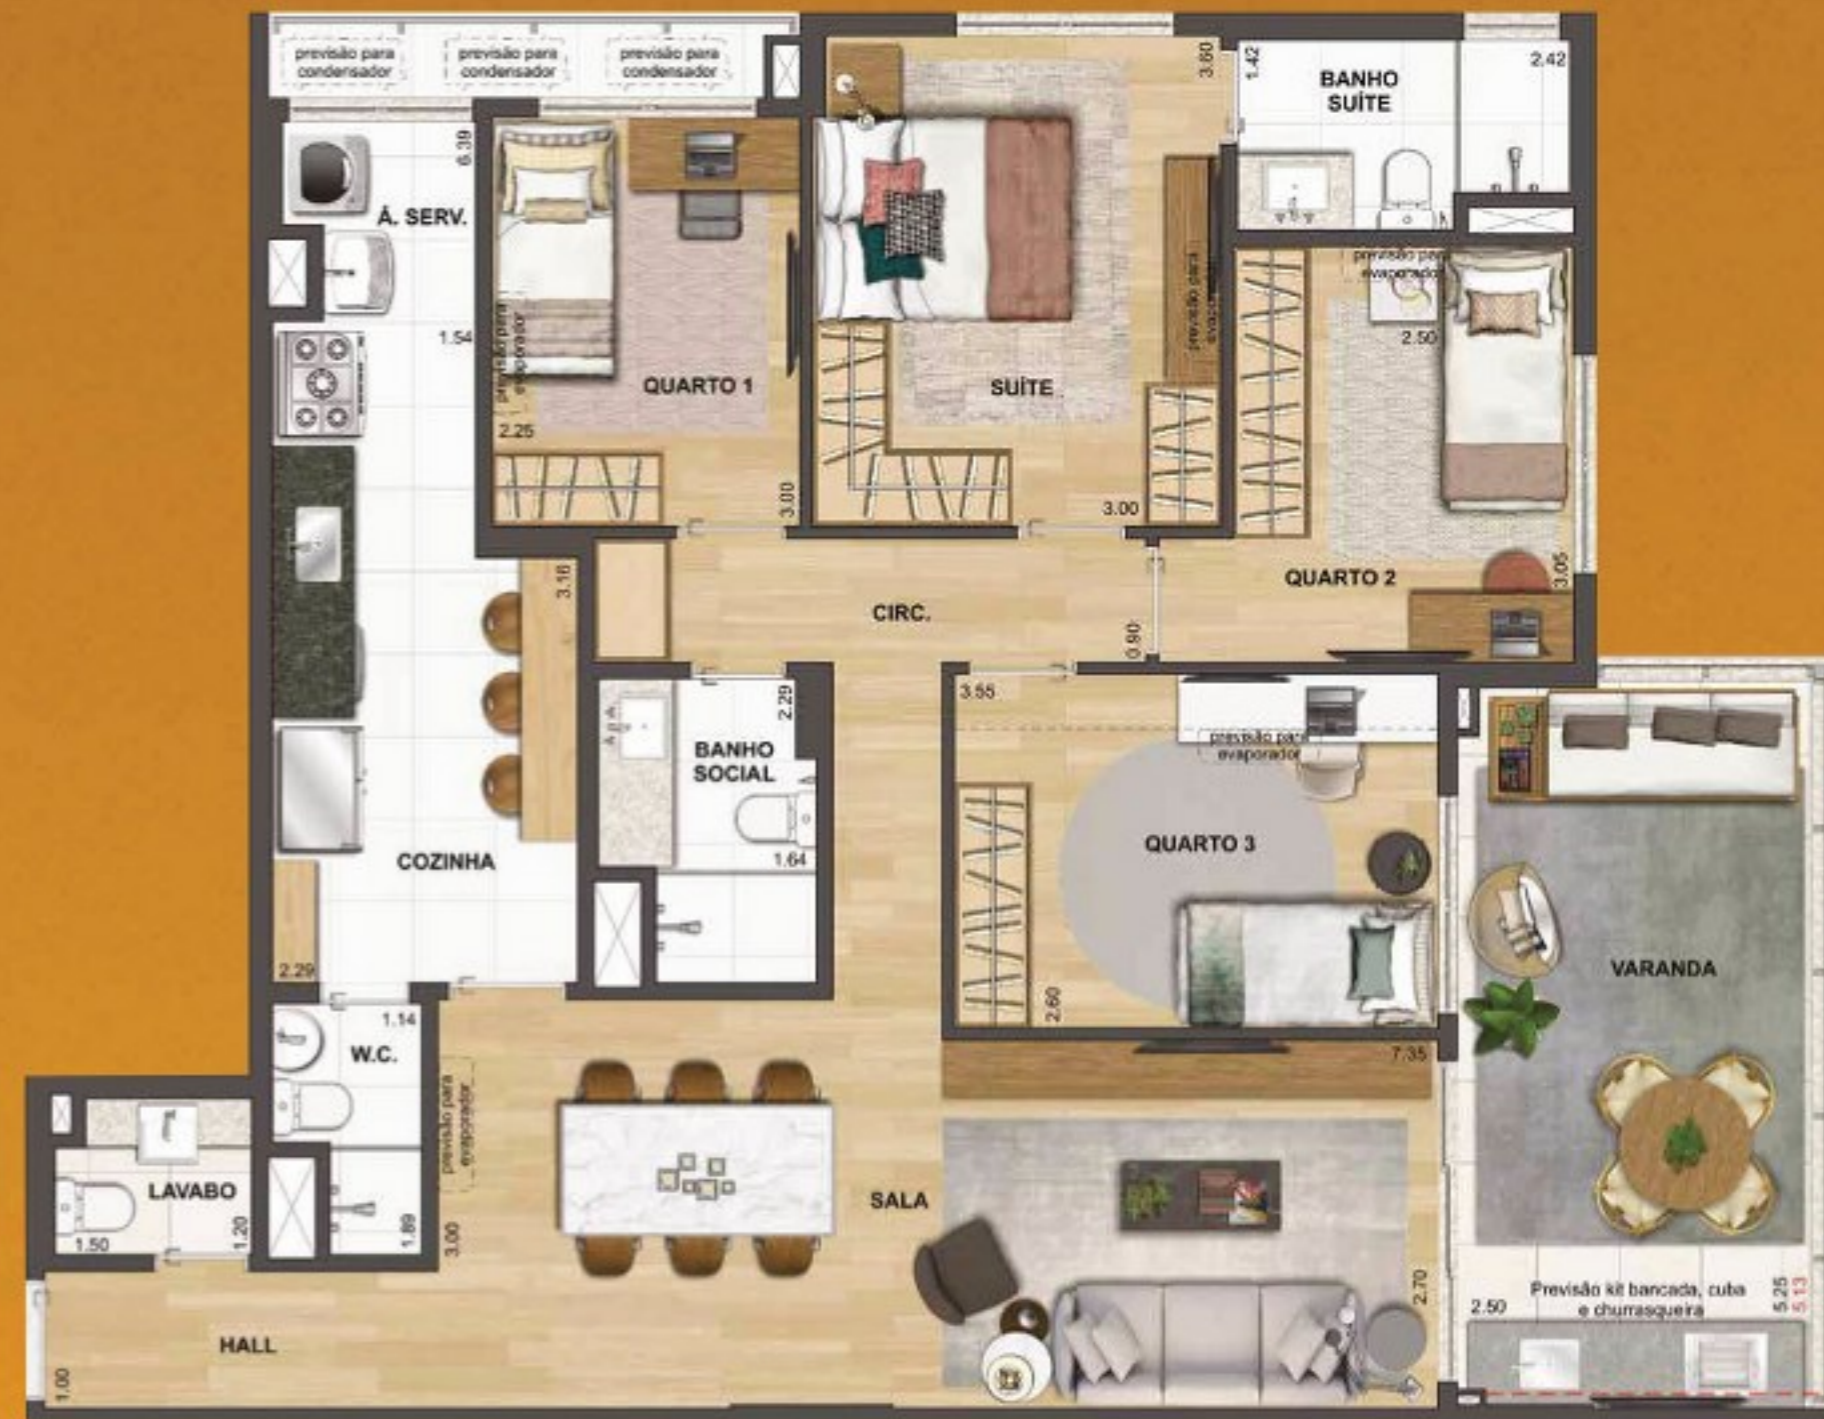 previsão para
condensador
previsão para
condensador
previsão para
condensador
3.60
1.42
BANHO
SUÍTE
2.42
6.39
Á. SERV.
previsão para
evaporador
previsão para
previsão para
evaporador
1.54
2.50
QUARTO 1
SUÍTE
2.25
3.00
3.00
3.16
QUARTO 2
3.05
CIRC.
0.90
3.55
2.29
BANHO
SOCIAL
previsão para
evaporador
QUARTO 3
1.64
COZINHA
2.29
VARANDA
2.60
1.14
W.C.
7.35
previsão para
evaporador
LAVABO
1.50
1.20
1.89
3.00
SALA
2.70
2.50
Previsão kit bancada, cuba
e churrasqueira
5.25
5.13
HALL
1.00